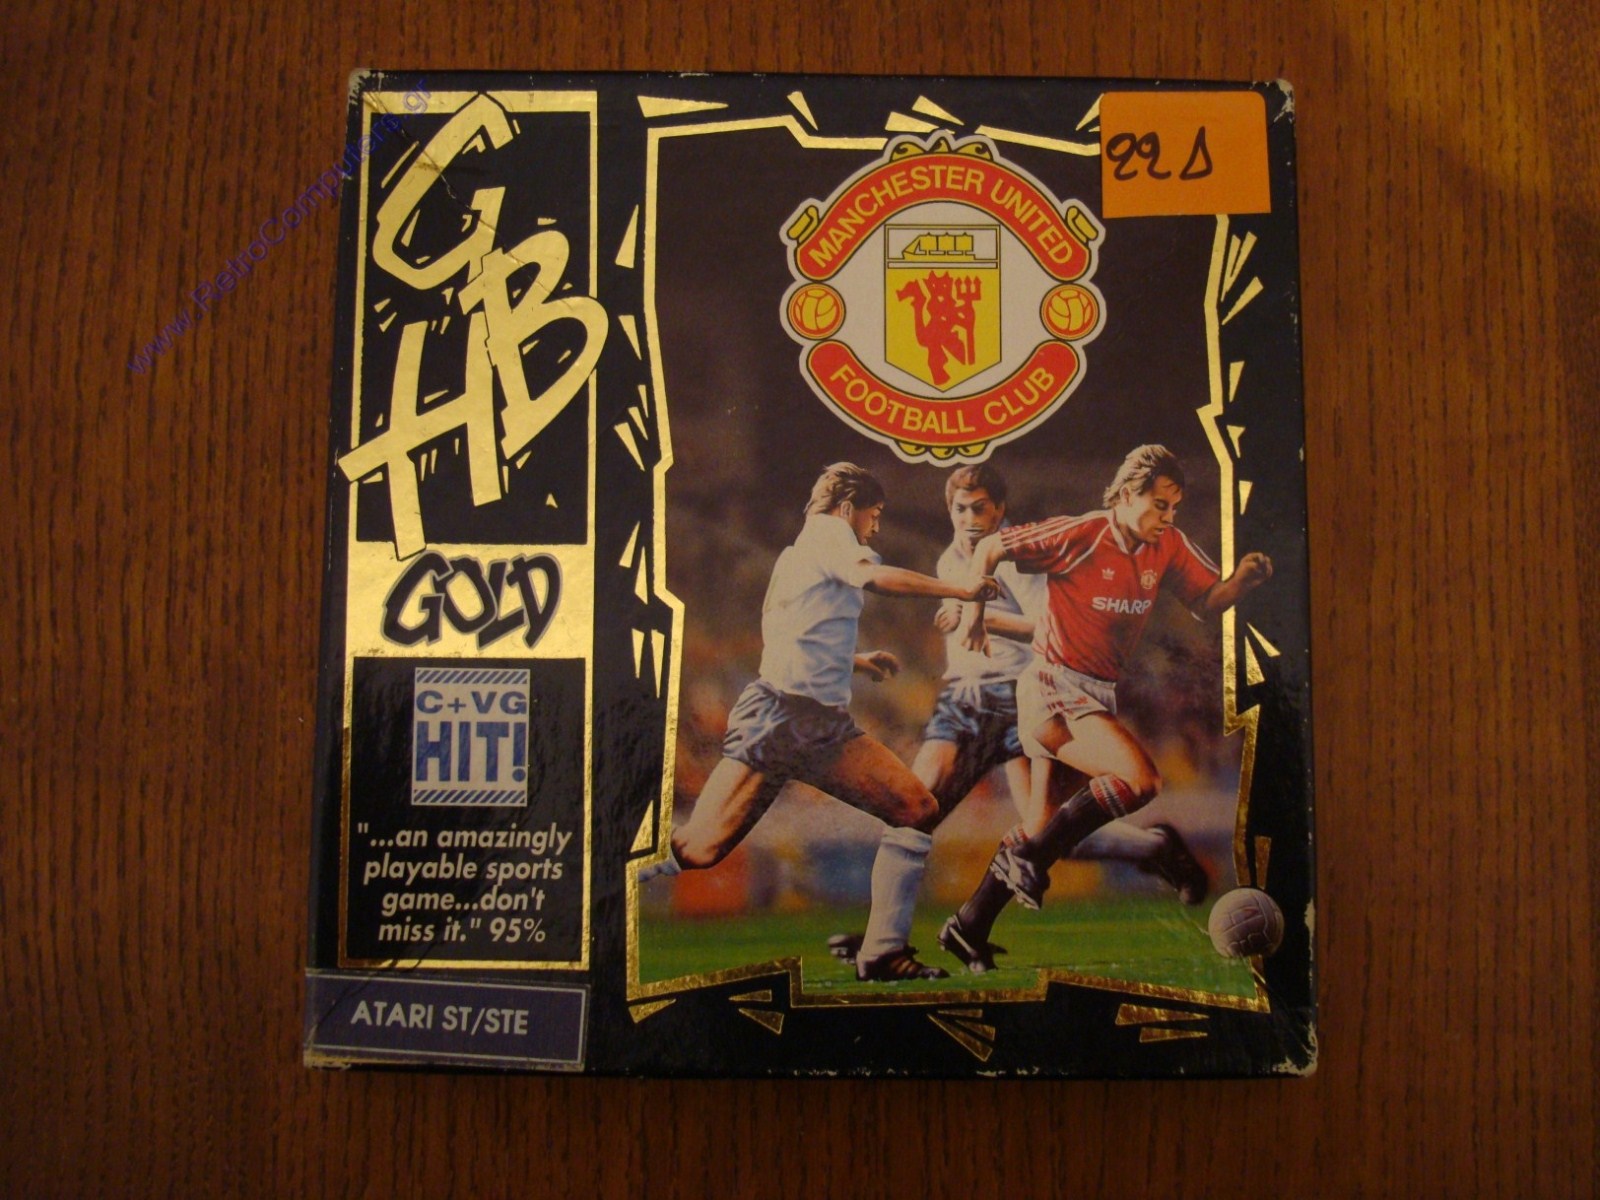 www.RetroComputers.gr
GBH
GOLD
C+VG
HIT!
"...an amazingly
playable sports
game...don't
miss it." 95%
ATARI ST/STE
22 Δ
MANCHESTER UNITED
FOOTBALL CLUB
SHARP